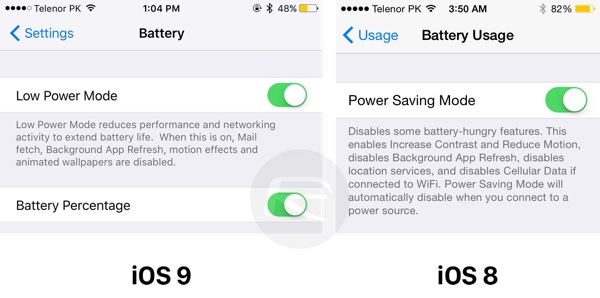 Telenor PK 1:04 PM 48%
Settings Battery
Low Power Mode
Low Power Mode reduces performance and networking
activity to extend battery life. When this is on, Mail
fetch, Background App Refresh, motion effects and
animated wallpapers are disabled.
Battery Percentage
iOS 9
Telenor PK 3:50 AM 82%
Usage Battery Usage
Power Saving Mode
Disables some battery-hungry features. This
enables Increase Contrast and Reduce Motion,
disables Background App Refresh, disables
location services, and disables Cellular Data if
connected to WiFi. Power Saving Mode will
automatically disable when you connect to a
power source.
iOS 8